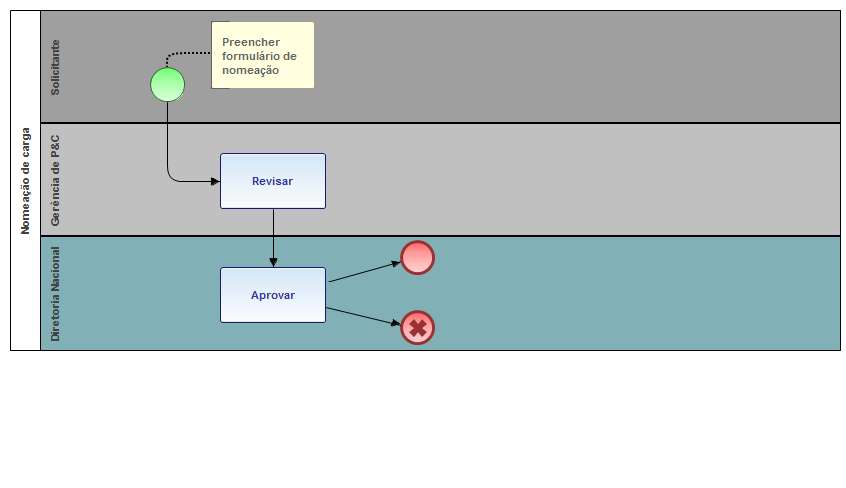 Nomeação de carga
Solicitante
Preencher
formulário de
nomeação
Gerência de P&C
Revisar
Diretoria Nacional
Aprovar